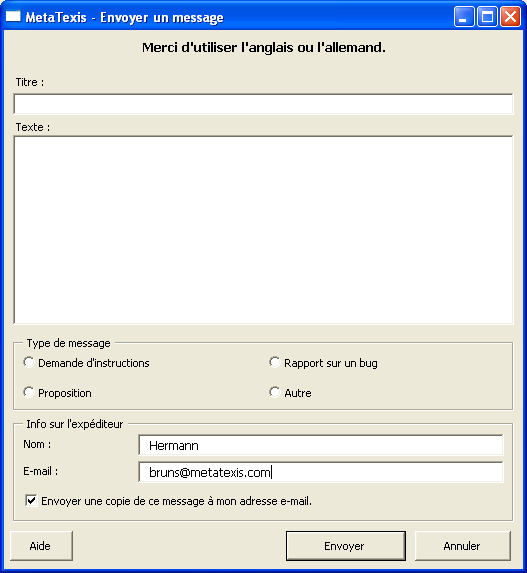 MetaTexis - Envoyer un message
Merci d'utiliser l'anglais ou l'allemand.
Titre :
Texte :
Type de message
Demande d'instructions
Rapport sur un bug
Proposition
Autre
Info sur l'expéditeur
Nom :
Hermann
E-mail :
bruns@metatexis.com
Envoyer une copie de ce message à mon adresse e-mail.
Aide
Envoyer
Annuler